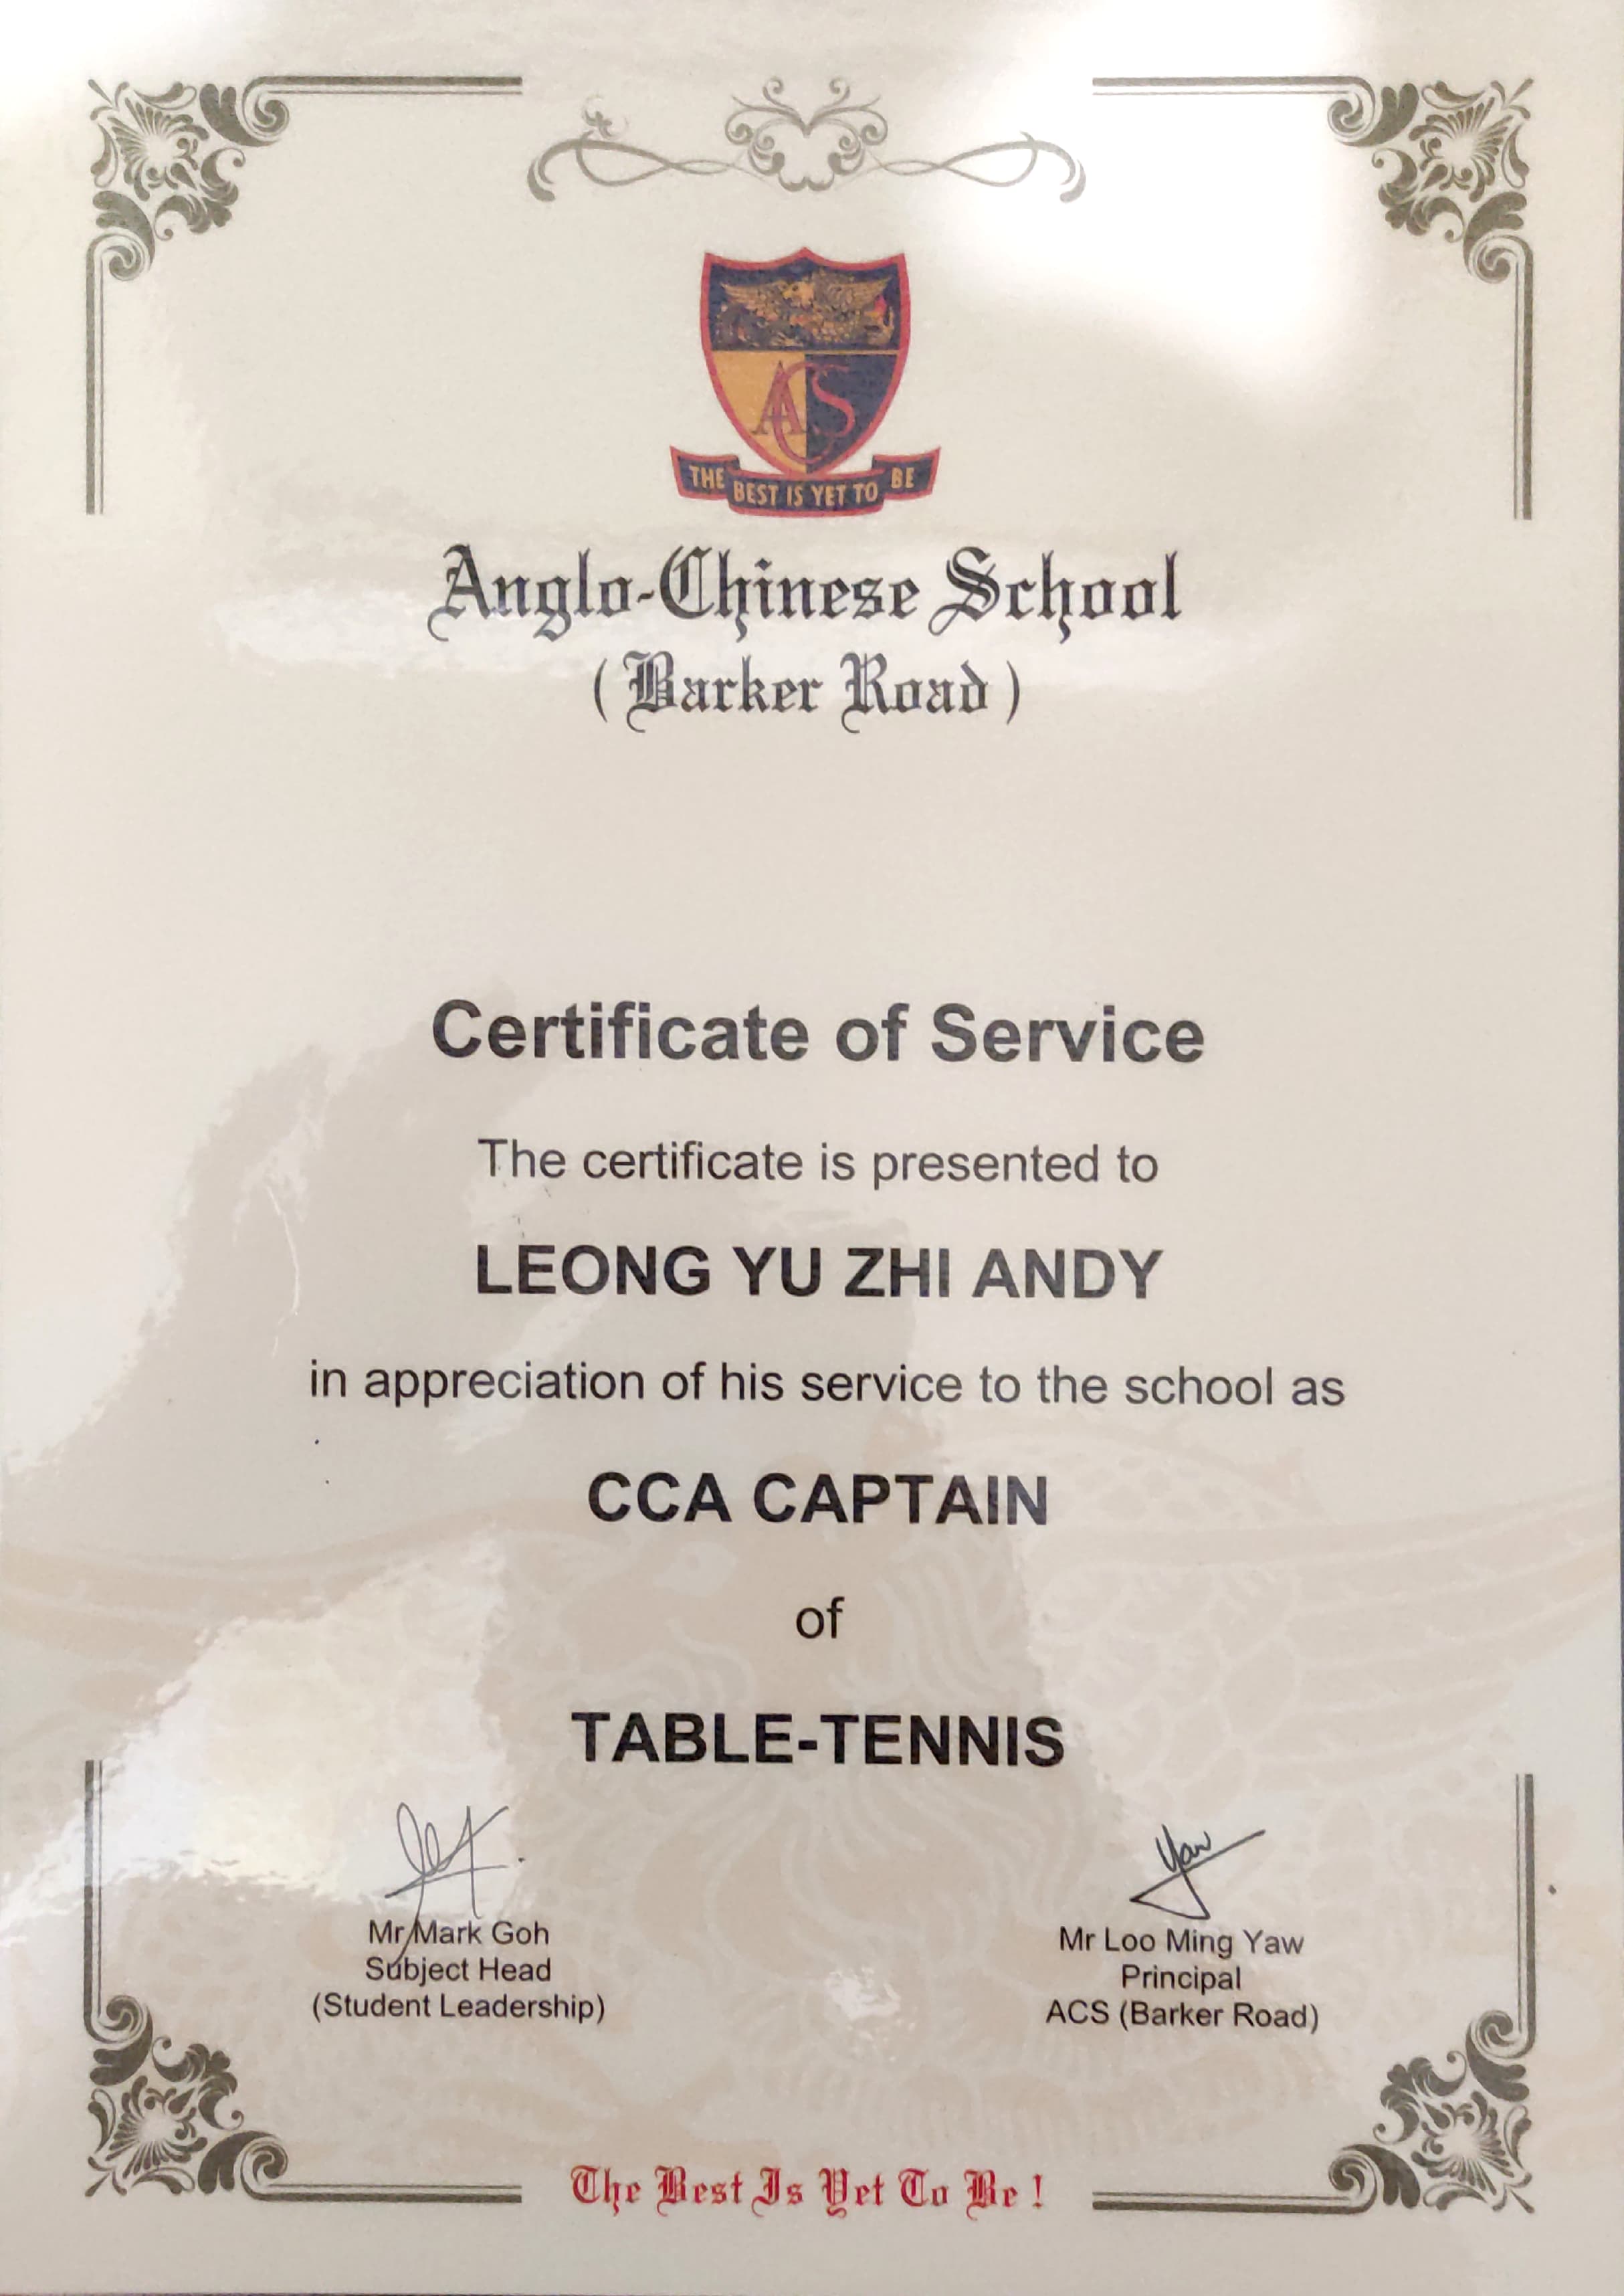 ACS
THE BEST IS YET TO BE
Anglo-Chinese School
(Barker Road)
Certificate of Service
The certificate is presented to
LEONG YU ZHI ANDY
in appreciation of his service to the school as
CCA CAPTAIN
of
TABLE-TENNIS
Yaw
Mr Mark Goh
Subject Head
(Student Leadership)
Mr Loo Ming Yaw
Principal
ACS (Barker Road)
The Best Is Yet To Be !